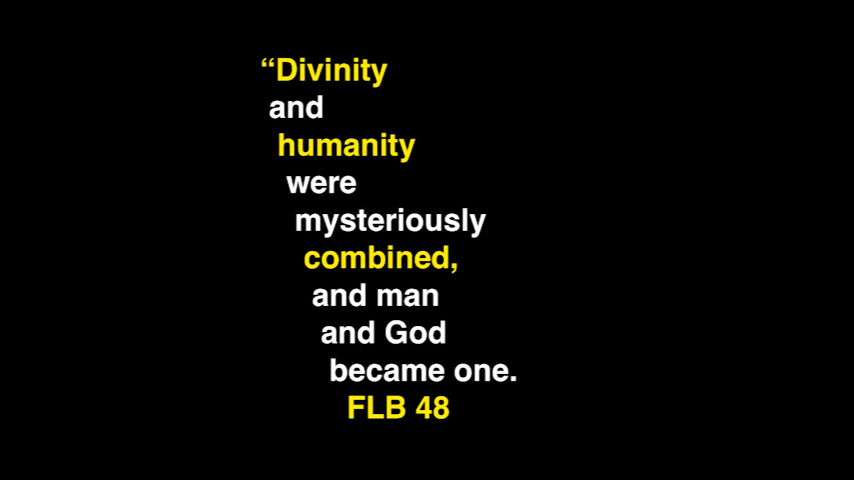 “Divinity
and
humanity
were
mysteriously
combined,
and man
and God
became one.
FLB 48